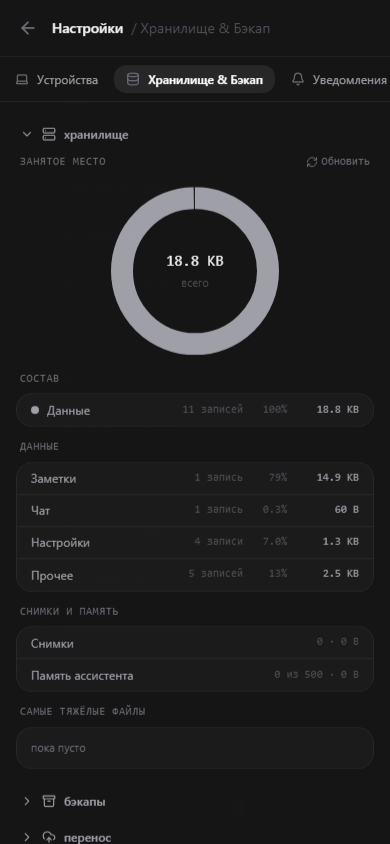 Настройки / Хранилище & Бэкап
Устройства Хранилище & Бэкап Уведомления
хранилище
ЗАНЯТОЕ МЕСТО Обновить
18.8 KB
всего
СОСТАВ
Данные 11 записей 100% 18.8 KB
ДАННЫЕ
Заметки 1 запись 79% 14.9 KB
Чат 1 запись 0.3% 60 B
Настройки 4 записи 7.0% 1.3 KB
Прочее 5 записей 13% 2.5 KB
СНИМКИ И ПАМЯТЬ
Снимки 0 · 0 B
Память ассистента 0 из 500 · 0 B
САМЫЕ ТЯЖЁЛЫЕ ФАЙЛЫ
пока пусто
бэкапы
перенос